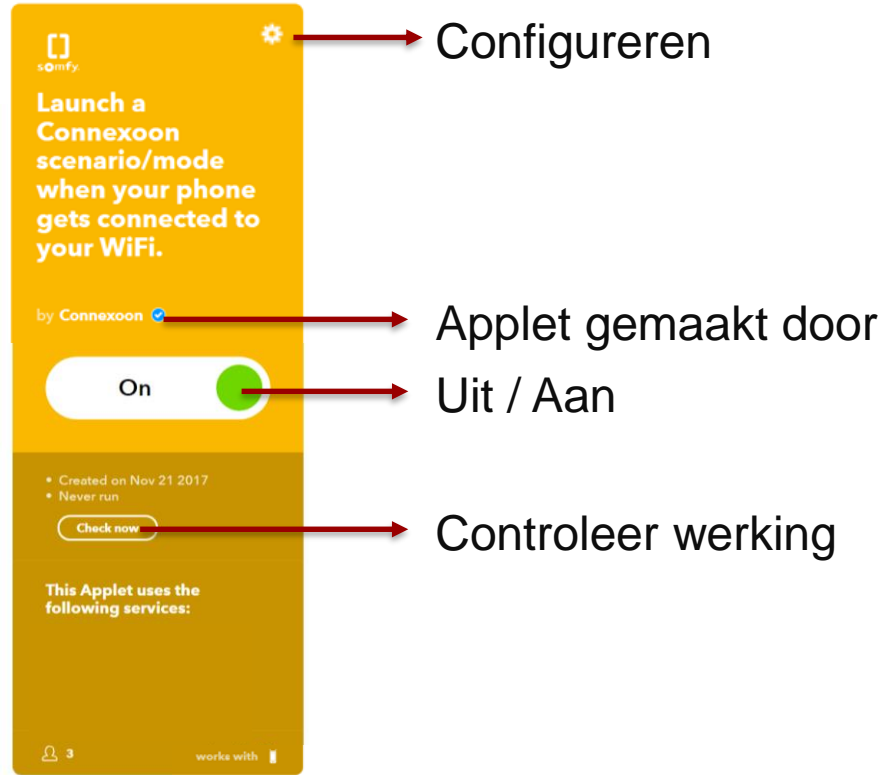 Configureren
somfy.
Launch a
Connexoon
scenario/mode
when your phone
gets connected to
your WiFi.
by Connexoon
Applet gemaakt door
On
Uit / Aan
• Created on Nov 21 2017
• Never run
Check now
Controleer werking
This Applet uses the
following services:
3
works with